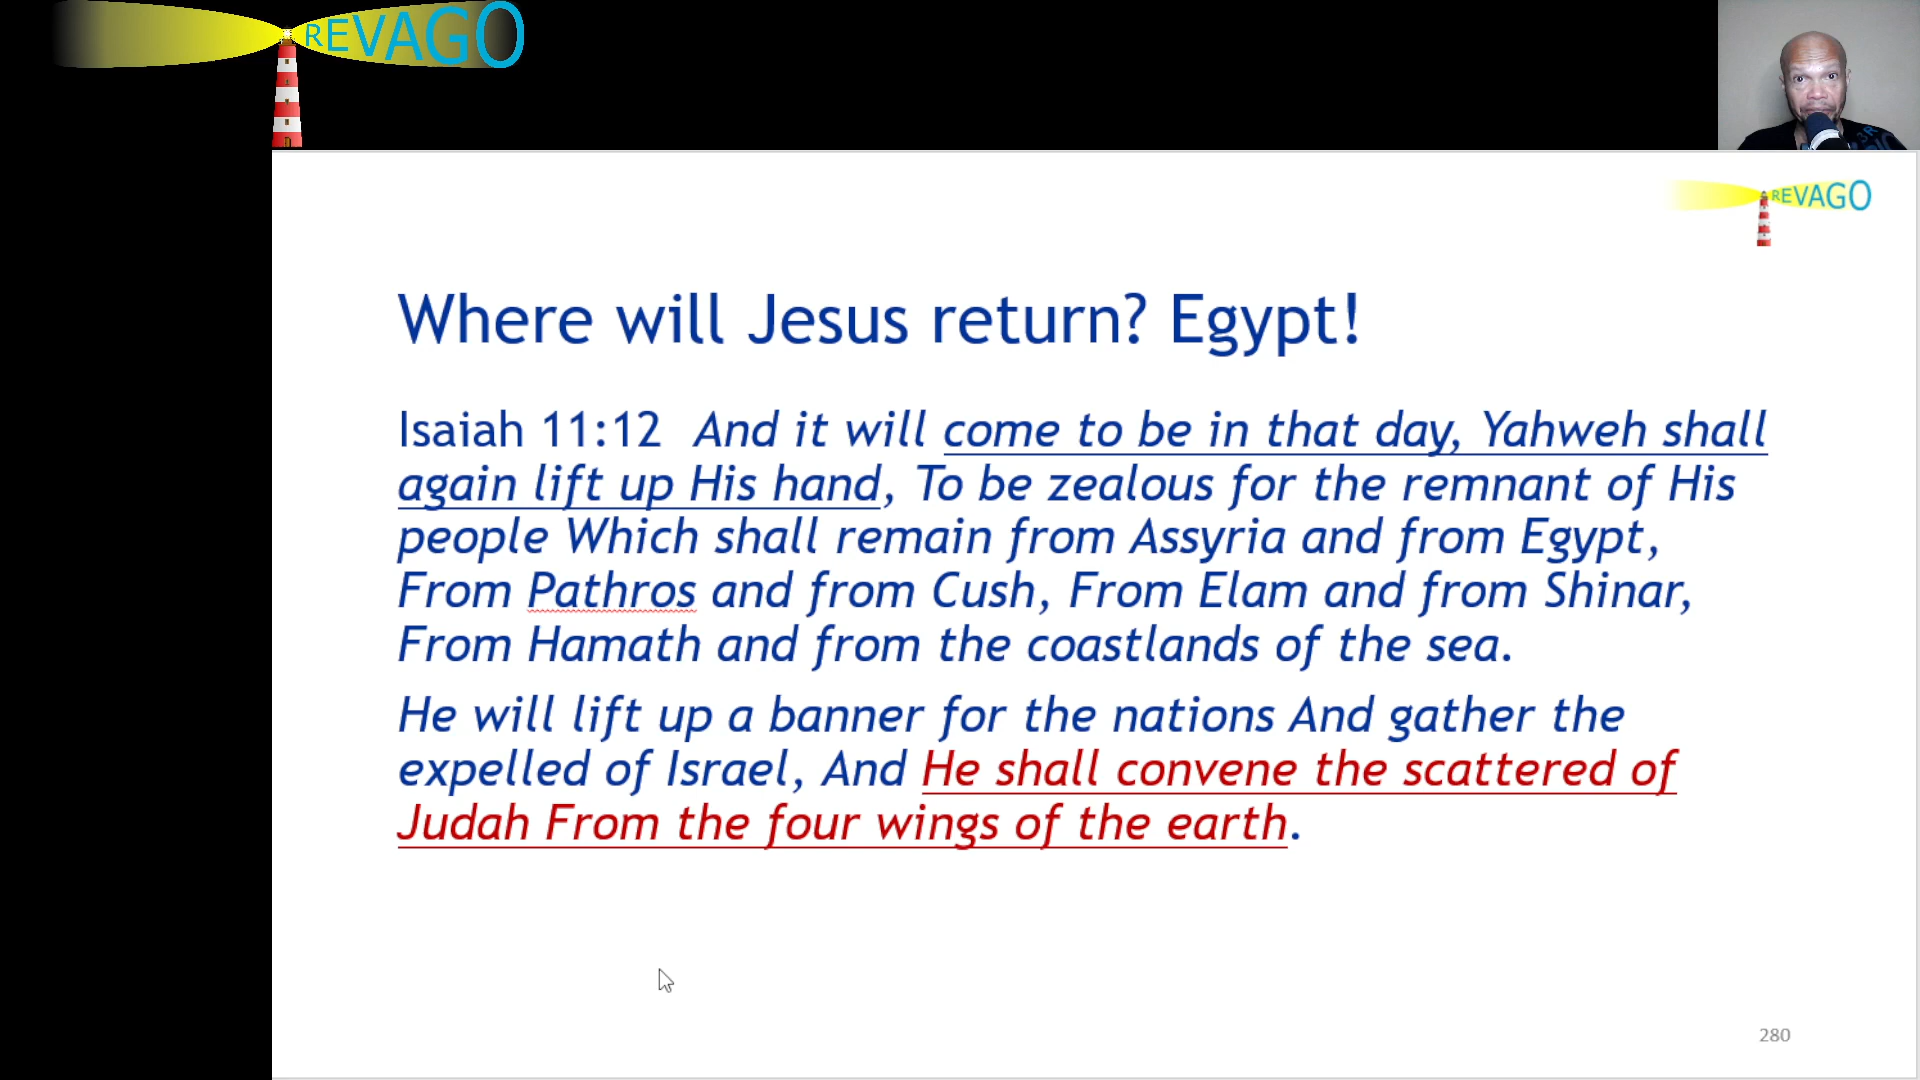 REVAGO
REVAGO
Where will Jesus return? Egypt!
Isaiah 11:12 And it will come to be in that day, Yahweh shall
again lift up His hand, To be zealous for the remnant of His
people Which shall remain from Assyria and from Egypt,
From Pathros and from Cush, From Elam and from Shinar,
From Hamath and from the coastlands of the sea.
He will lift up a banner for the nations And gather the
expelled of Israel, And He shall convene the scattered of
Judah From the four wings of the earth.
280